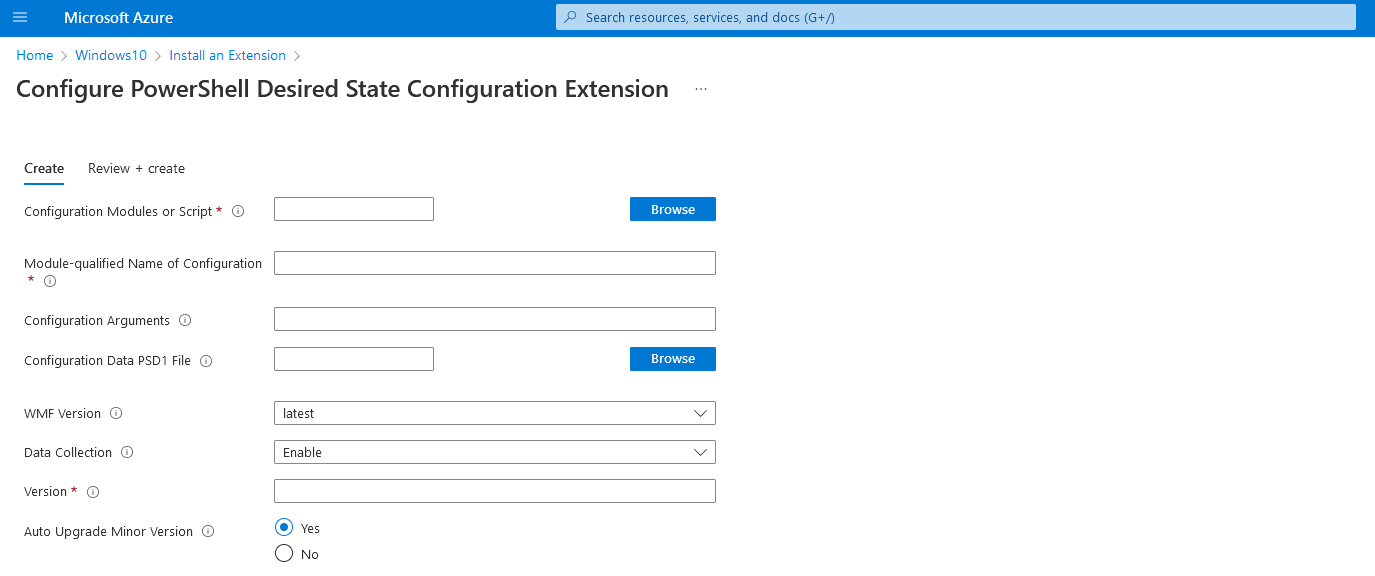 Microsoft Azure
Search resources, services, and docs (G+/)
Home > Windows10 > Install an Extension >
Configure PowerShell Desired State Configuration Extension ...
Create Review + create
Configuration Modules or Script *
Browse
Module-qualified Name of Configuration
*
Configuration Arguments
Configuration Data PSD1 File
Browse
WMF Version
latest
Data Collection
Enable
Version *
Auto Upgrade Minor Version
Yes
No